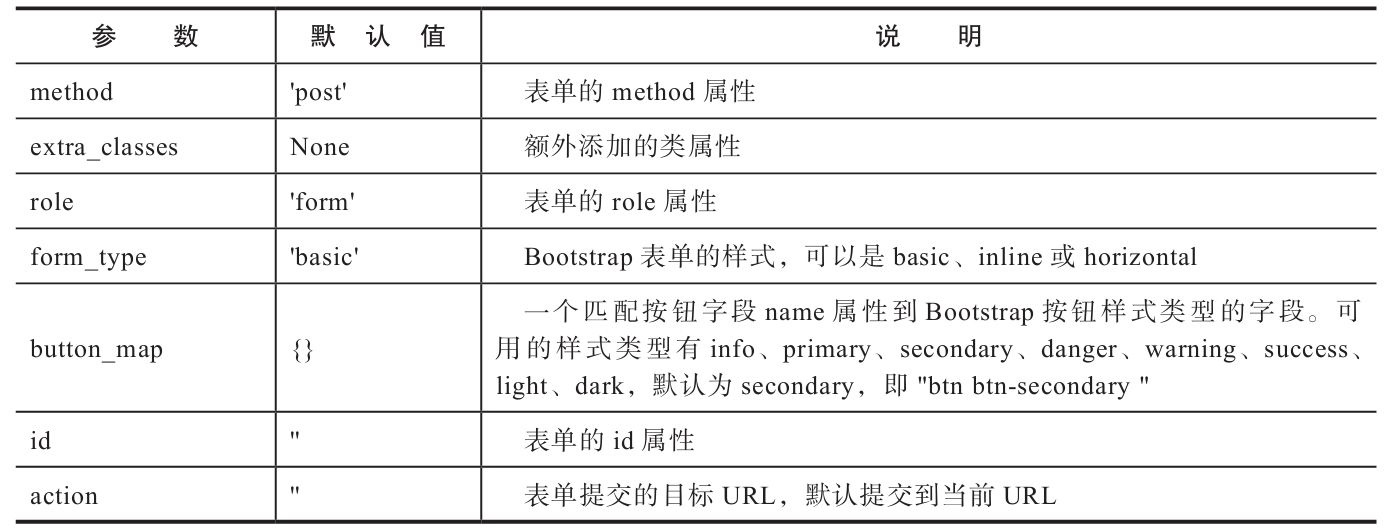 参 数 默 认 值 说 明
method 'post' 表单的 method 属性
extra_classes None 额外添加的类属性
role 'form' 表单的 role 属性
form_type 'basic' Bootstrap 表单的样式，可以是 basic、inline 或 horizontal
一个匹配按钮字段 name 属性到 Bootstrap 按钮样式类型的字段。可
button_map {} 用的样式类型有 info、primary、secondary、danger、warning、success、
light、dark，默认为 secondary，即 "btn btn-secondary "
id '' 表单的 id 属性
action '' 表单提交的目标 URL，默认提交到当前 URL